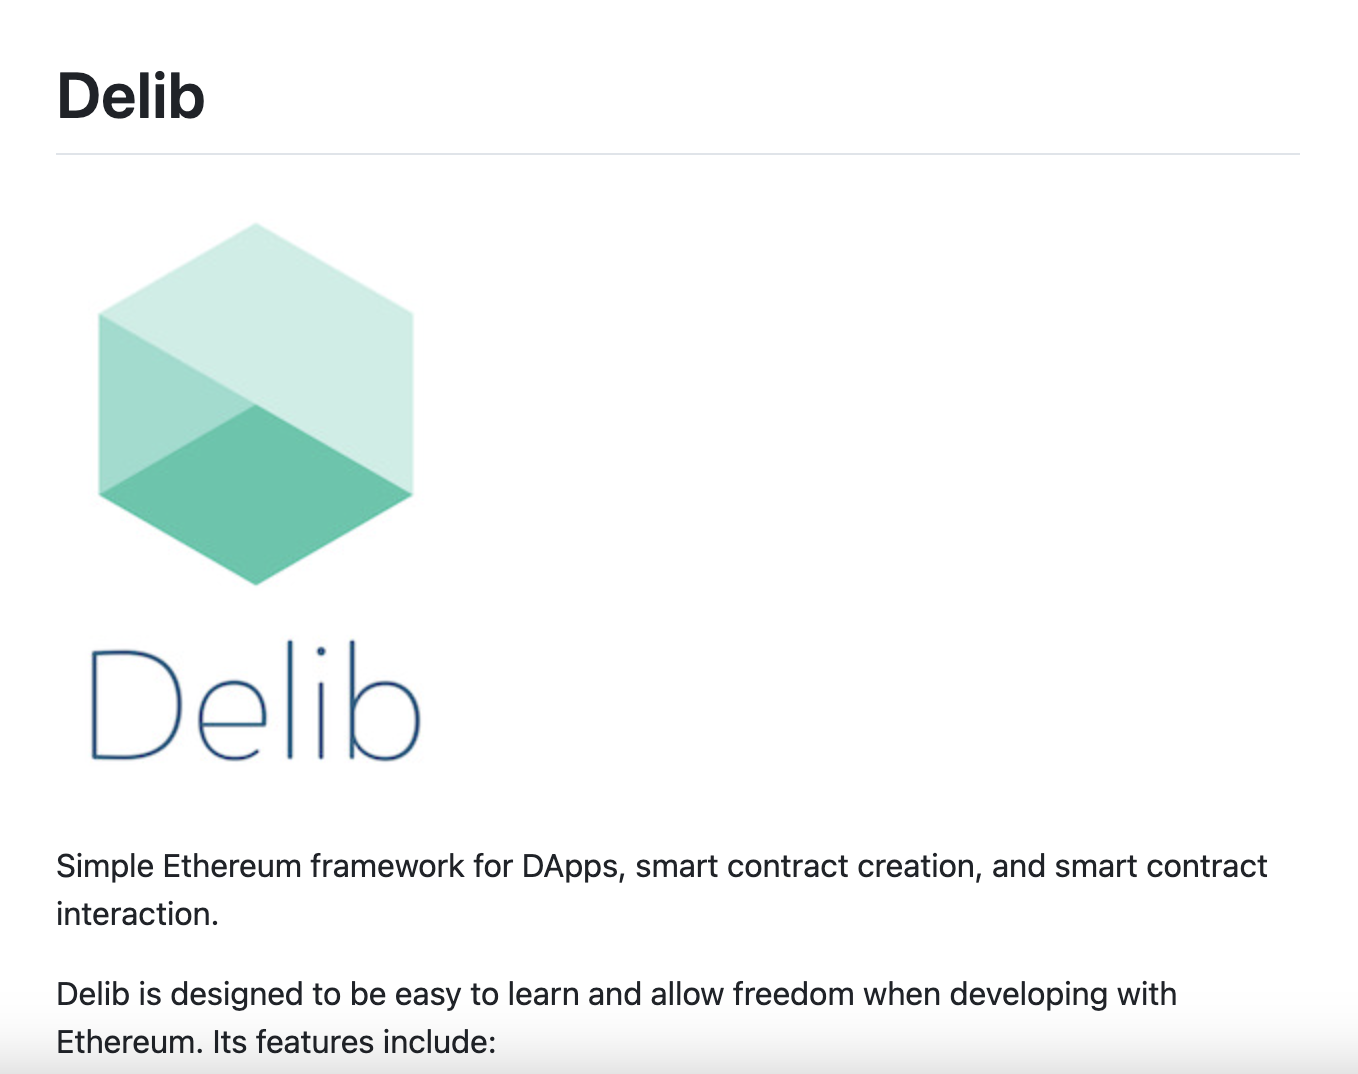 Delib
Delib
Simple Ethereum framework for DApps, smart contract creation, and smart contract
interaction.
Delib is designed to be easy to learn and allow freedom when developing with
Ethereum. Its features include: